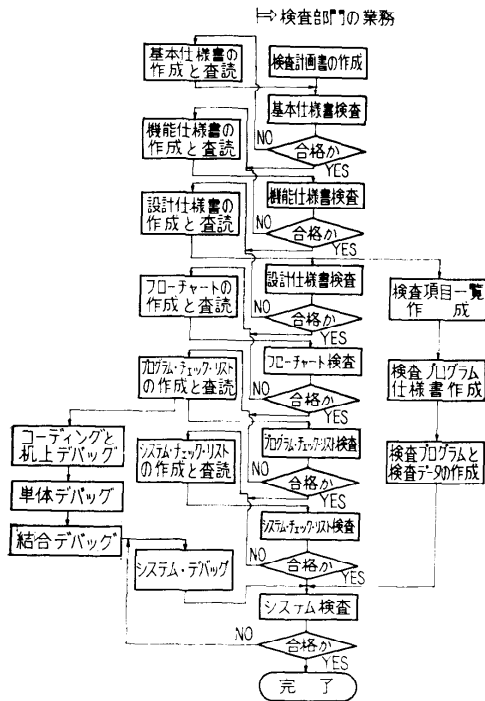 検査部門の業務
基本仕様書の
作成と査読
検査計画書の作成
基本仕様書検査
機能仕様書の
作成と査読
NO
合格か
YES
設計仕様書の
作成と査読
機能仕様書検査
NO
合格か
YES
フローチャートの
作成と査読
設計仕様書検査
検査項目一覧
作成
NO
合格か
YES
プログラム・チェック・リスト
の作成と査読
フローチャート検査
検査プログラム
仕様書作成
NO
合格か
YES
コーディングと
机上デバッグ
システム・チェック・リスト
の作成と査読
プログラム・チェック・リスト検査
検査プログラムと
検査データの作成
NO
合格か
YES
単体デバッグ
システム・チェック・リスト検査
結合デバッグ
システム・デバッグ
NO
合格か
YES
システム検査
NO
合格か
YES
完了